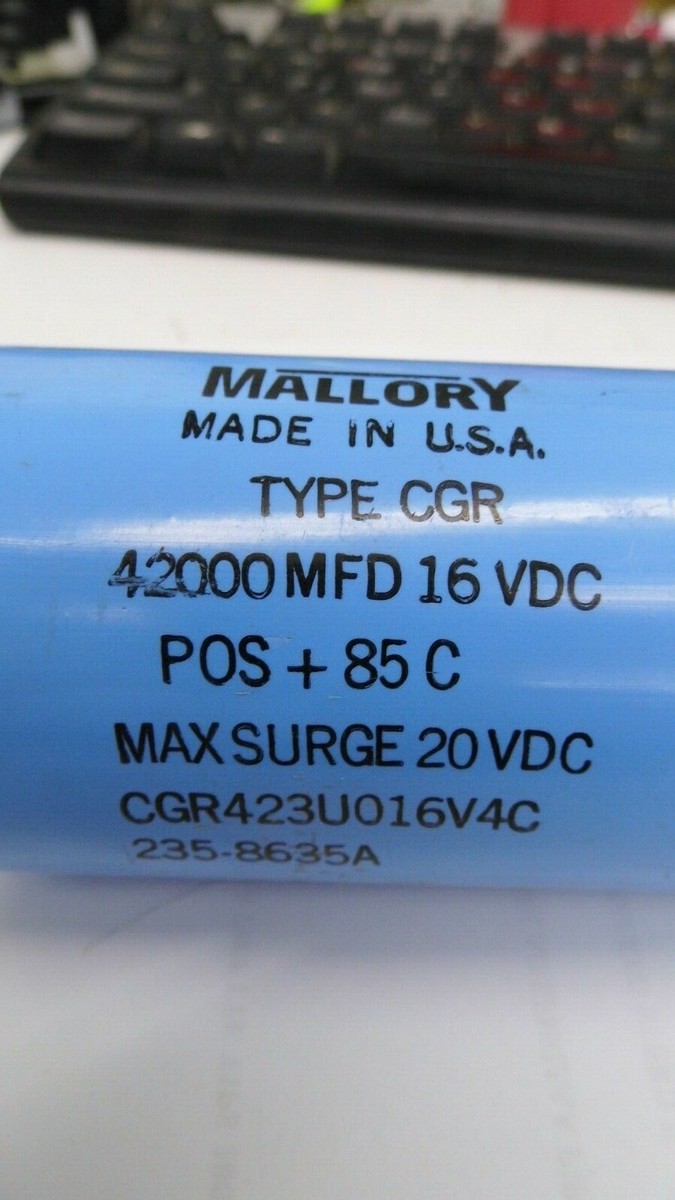 MALLORY
MADE IN U.S.A.
TYPE CGR
42000 MFD 16 VDC
POS + 85 C
MAX SURGE 20 VDC
CGR423U016V4C
235-8635A